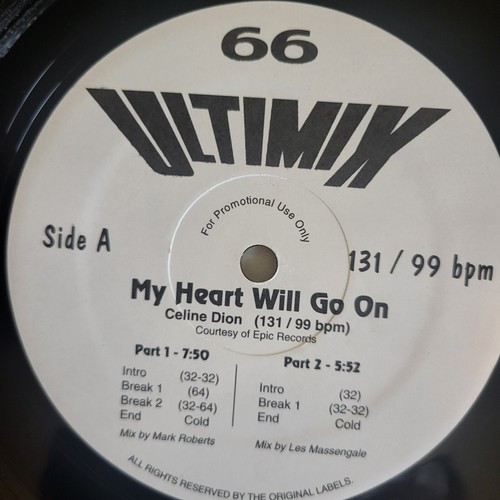 66
ULTIMIX
For Promotional Use Only
Side A
131 / 99 bpm
My Heart Will Go On
Celine Dion (131 / 99 bpm)
Courtesy of Epic Records
Part 1 - 7:50
Intro (32-32)
Break 1 (64)
Break 2 (32-64)
End Cold
Mix by Mark Roberts
Part 2 - 5:52
Intro (32)
Break 1 (32-32)
End Cold
Mix by Les Massengale
ALL RIGHTS RESERVED BY THE ORIGINAL LABELS.